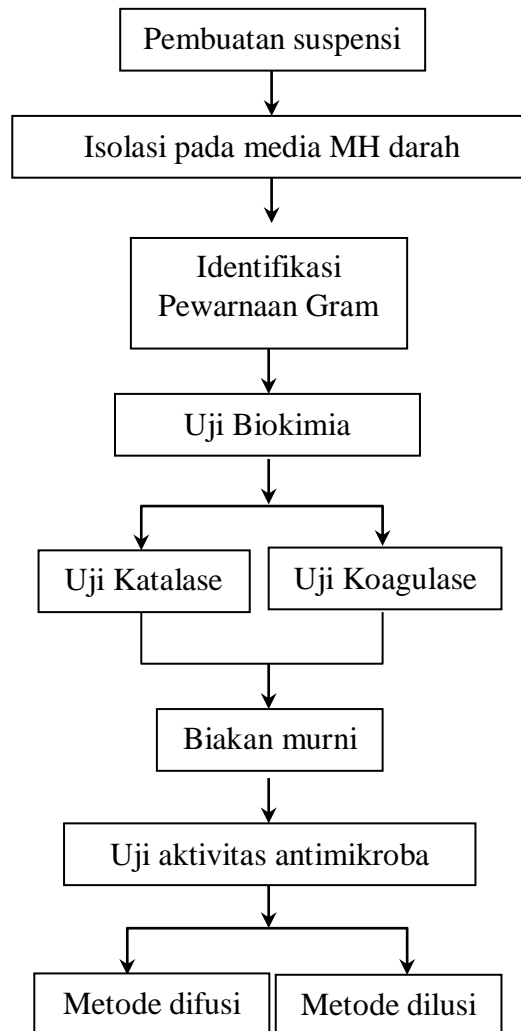 Pembuatan suspensi
Isolasi pada media MH darah
Identifikasi
Pewarnaan Gram
Uji Biokimia
Uji Katalase
Uji Koagulase
Biakan murni
Uji aktivitas antimikroba
Metode difusi
Metode dilusi